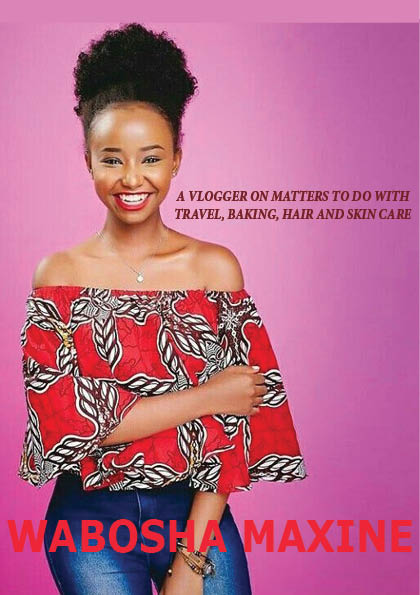 A VLOGGER ON MATTERS TO DO WITH
TRAVEL, BAKING, HAIR AND SKIN CARE
WABOSHA MAXINE